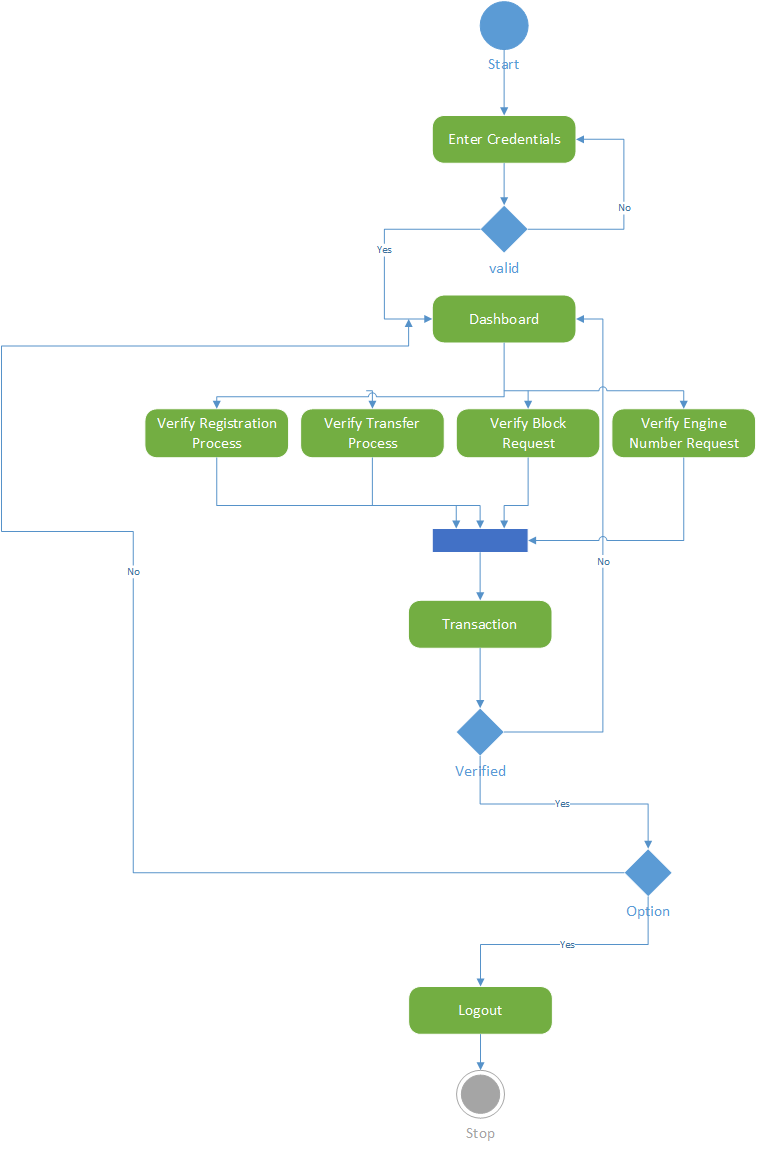 Start
Enter Credentials
No
valid
Yes
Dashboard
Verify Registration
Process
Verify Transfer
Process
Verify Block
Request
Verify Engine
Number Request
No
No
Transaction
Verified
Yes
Option
Yes
Logout
Stop